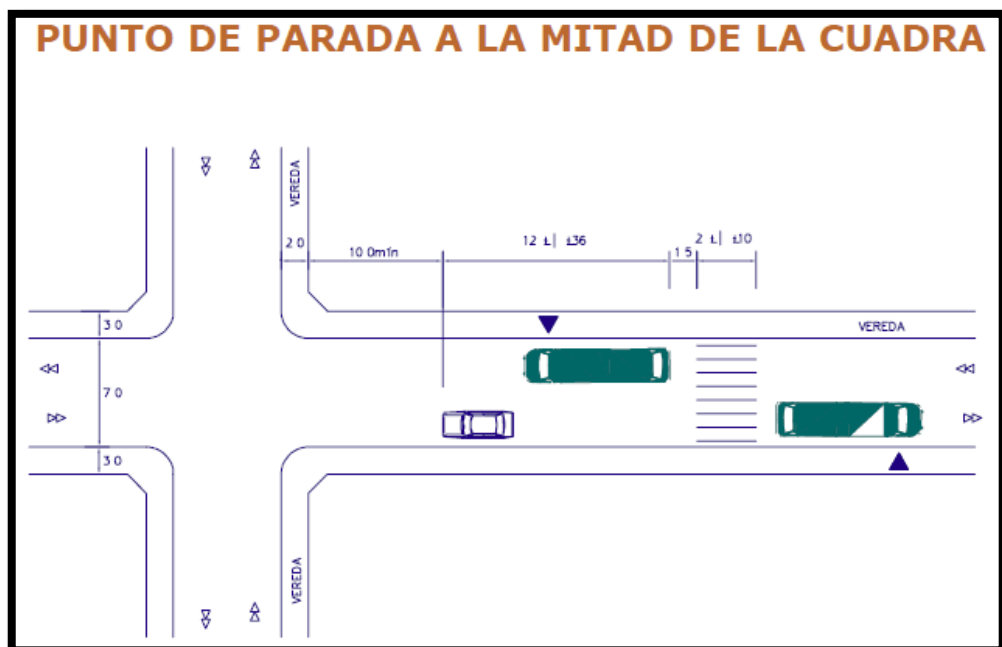 PUNTO DE PARADA A LA MITAD DE LA CUADRA
VEREDA
2 0
10 0min
12 ≤L| ≤36
1 5
2 ≤L| ≤10
3 0
VEREDA
7 0
3 0
VEREDA